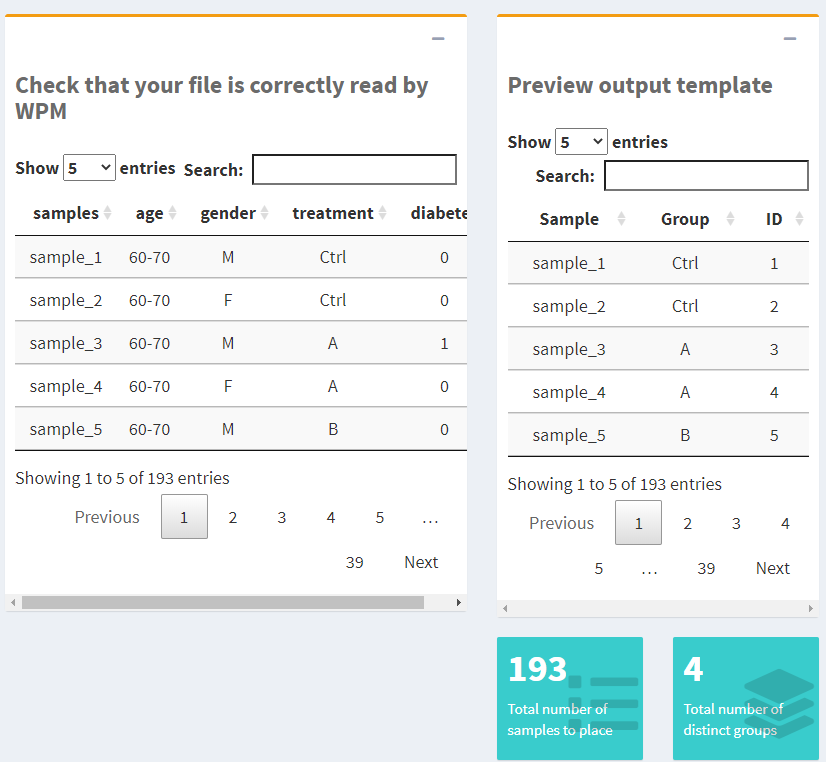 Check that your file is correctly read by
WPM
Show 5 entries Search:
samples age gender treatment diabete
sample_1 60-70 M Ctrl 0
sample_2 60-70 F Ctrl 0
sample_3 60-70 M A 1
sample_4 60-70 F A 0
sample_5 60-70 M B 0
Showing 1 to 5 of 193 entries
Previous 1 2 3 4 5 …
39 Next
Preview output template
Show 5 entries
Search:
Sample Group ID
sample_1 Ctrl 1
sample_2 Ctrl 2
sample_3 A 3
sample_4 A 4
sample_5 B 5
Showing 1 to 5 of 193 entries
Previous 1 2 3 4
5 … 39 Next
193
Total number of
samples to place
4
Total number of
distinct groups